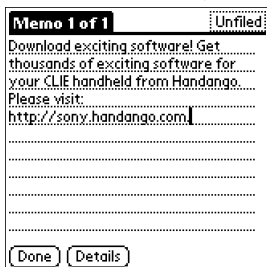 Memo 1 of 1 Unfiled
Download exciting software! Get
thousands of exciting software for
your CLIE handheld from Handango.
Please visit:
http://sony.handango.com.
Done Details